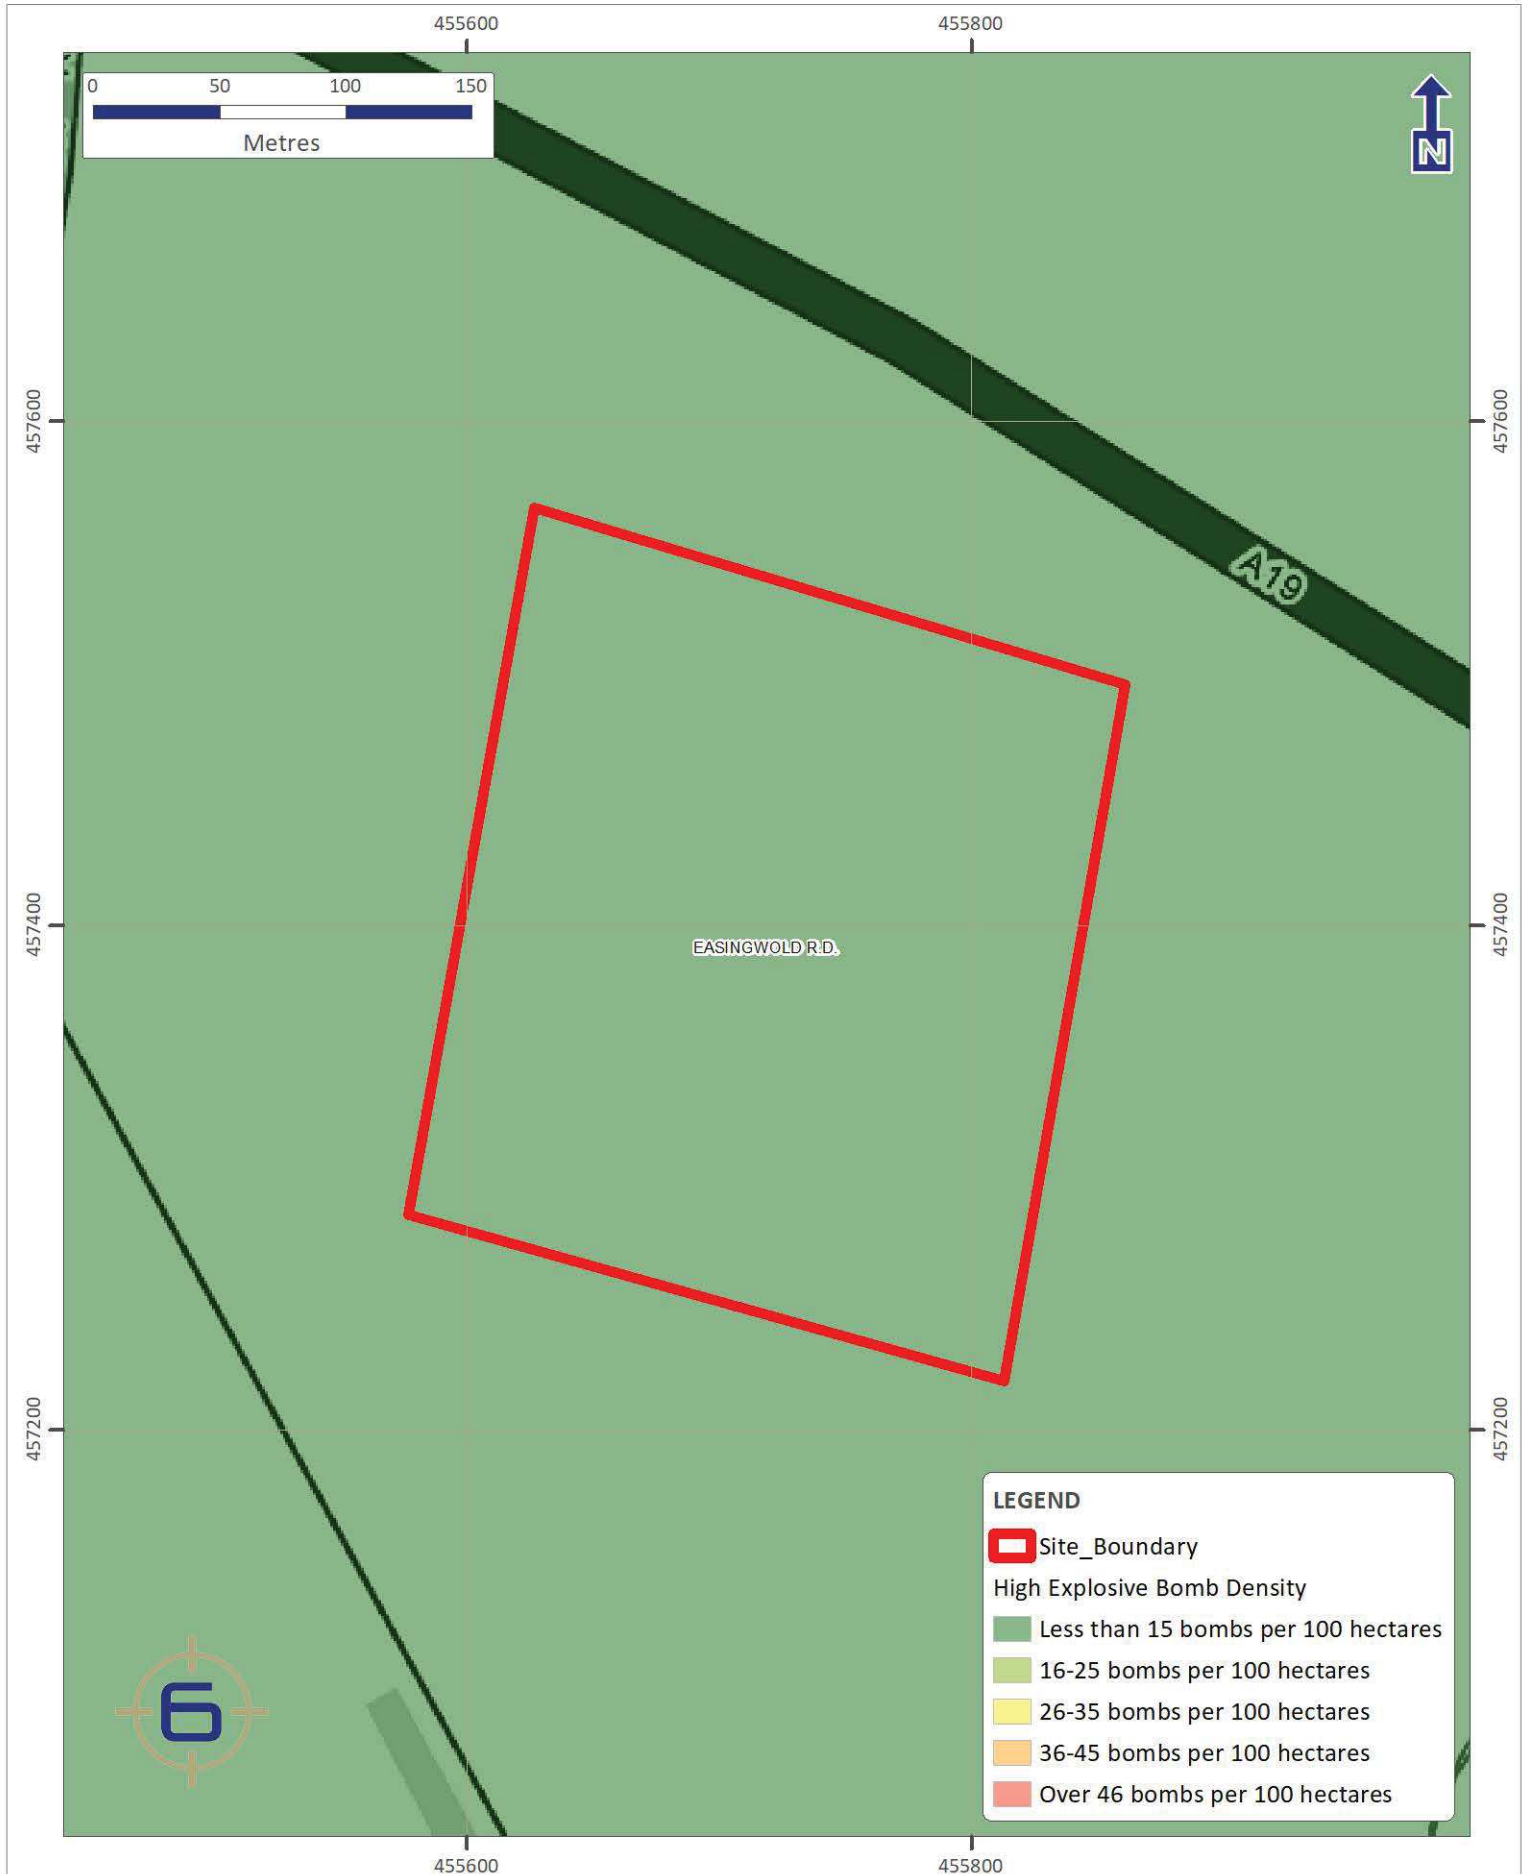 455600 455800
0 50 100 150
Metres
N
A19
457600 457600
457400 457400
EASINGWOLD R.D.
457200 457200
LEGEND
Site_Boundary
High Explosive Bomb Density
Less than 15 bombs per 100 hectares
16-25 bombs per 100 hectares
26-35 bombs per 100 hectares
36-45 bombs per 100 hectares
Over 46 bombs per 100 hectares
6
455600 455800